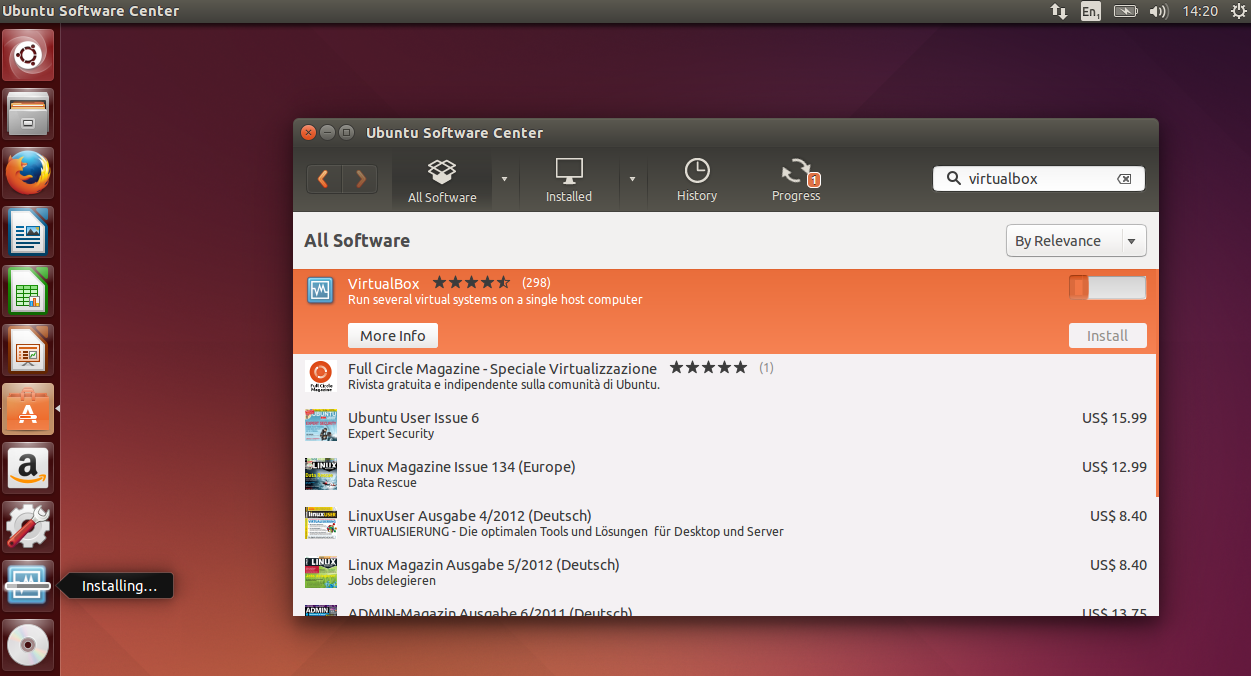 Ubuntu Software Center
En1
14:20
Ubuntu Software Center
All Software
Installed
History
Progress
1
virtualbox
All Software
By Relevance
VirtualBox (298)
Run several virtual systems on a single host computer
More Info
Install
Full Circle Magazine - Speciale Virtualizzazione (1)
Rivista gratuita e indipendente sulla comunità di Ubuntu.
Ubuntu User Issue 6 US$ 15.99
Expert Security
Linux Magazine Issue 134 (Europe) US$ 12.99
Data Rescue
LinuxUser Ausgabe 4/2012 (Deutsch) US$ 8.40
VIRTUALISIERUNG - Die optimalen Tools und Lösungen für Desktop und Server
Linux Magazin Ausgabe 5/2012 (Deutsch) US$ 8.40
Jobs delegieren
ADMIN-Magazin Ausgabe 6/2011 (Deutsch) US$ 13.75
Installing...